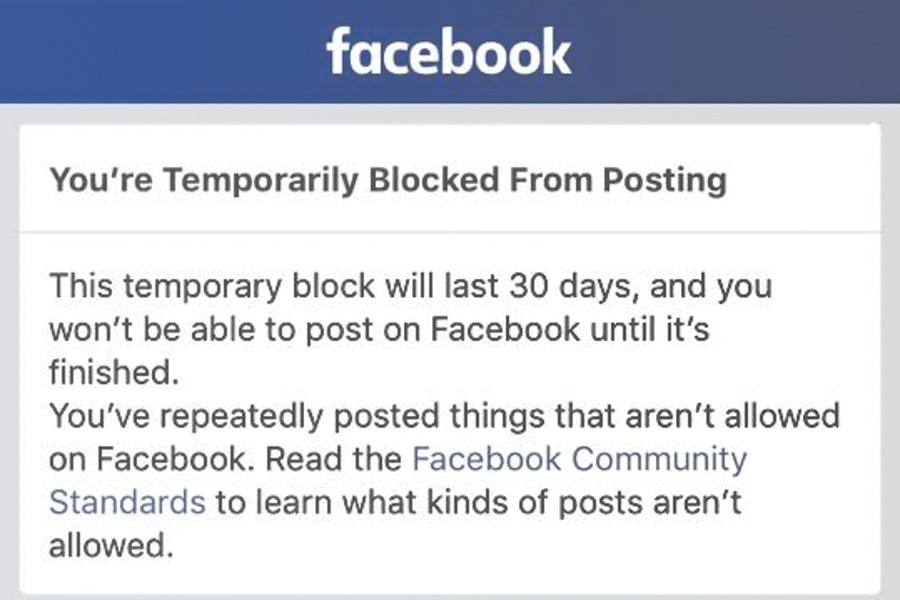 facebook
You’re Temporarily Blocked From Posting
This temporary block will last 30 days, and you
won’t be able to post on Facebook until it’s
finished.
You’ve repeatedly posted things that aren’t allowed
on Facebook. Read the Facebook Community
Standards to learn what kinds of posts aren’t
allowed.